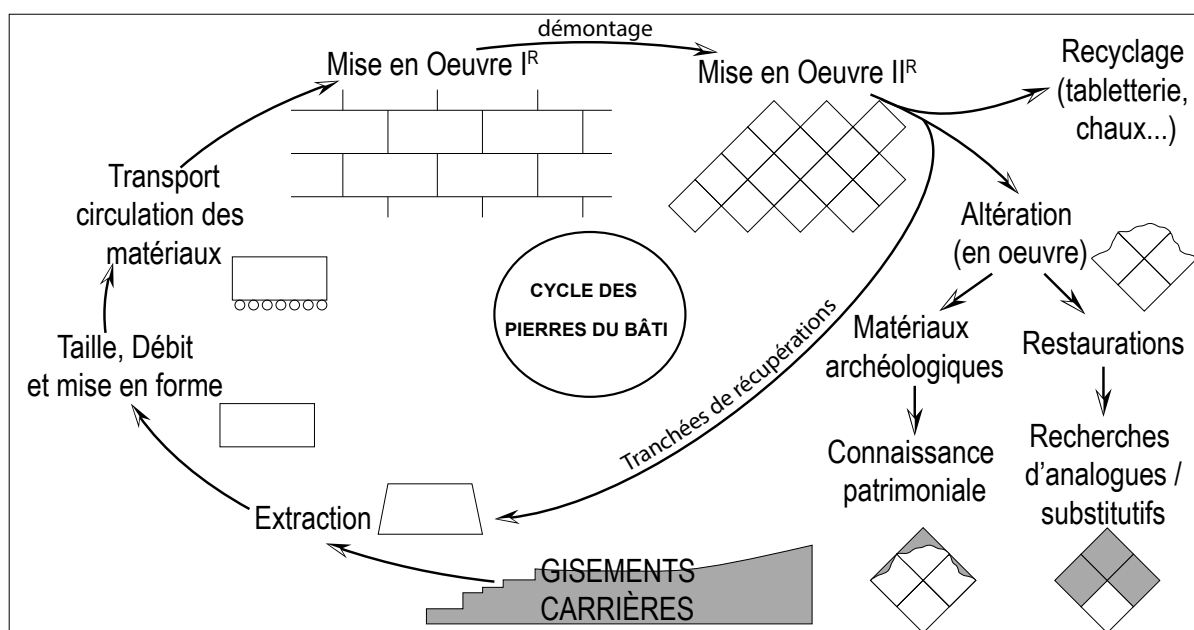 démontage
Mise en Oeuvre Iᴿ
Mise en Oeuvre IIᴿ
Recyclage
(tabletterie,
chaux...)
Transport
circulation des
matériaux
Altération
(en oeuvre)
CYCLE DES
PIERRES DU BÂTI
Taille, Débit
et mise en forme
Tranchées de récupérations
Matériaux
archéologiques
Restaurations
Connaissance
patrimoniale
Recherches
d'analogues /
substitutifs
Extraction
GISEMENTS
CARRIÈRES